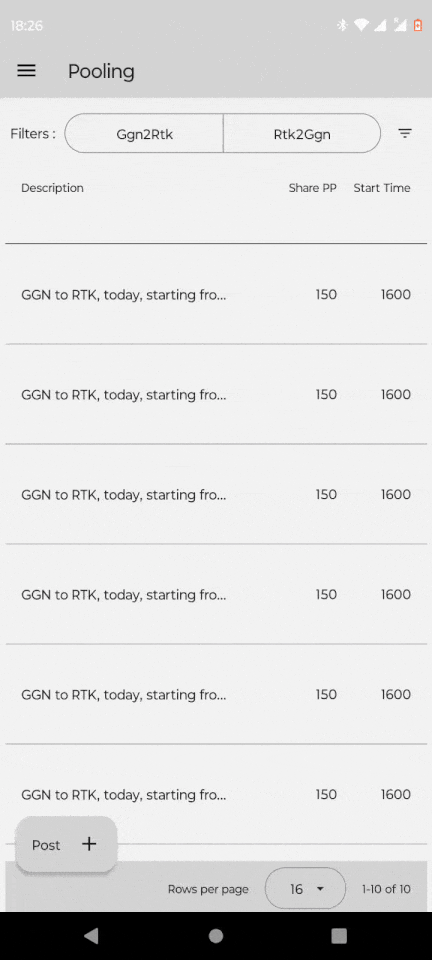 18:26
Pooling
Filters : Ggn2Rtk Rtk2Ggn
Description Share PP Start Time
GGN to RTK, today, starting fro... 150 1600
GGN to RTK, today, starting fro... 150 1600
GGN to RTK, today, starting fro... 150 1600
GGN to RTK, today, starting fro... 150 1600
GGN to RTK, today, starting fro... 150 1600
GGN to RTK, today, starting fro... 150 1600
Post +
Rows per page 16 1-10 of 10